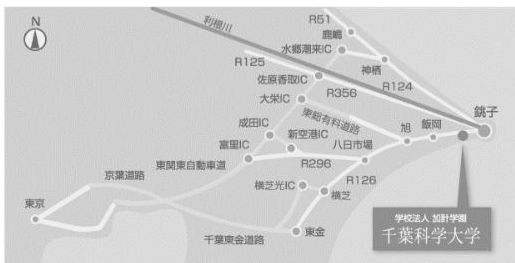 N
利根川
R51
鹿嶋
水郷潮来IC
R125
神栖
佐原香取IC
R124
R356
大栄IC
銚子
東総有料道路
成田IC
旭
飯岡
新空港IC
八日市場
富里IC
東関東自動車道
R296
京葉道路
横芝光IC
R126
横芝
東京
東金
千葉東金道路
学校法人 加計学園
千葉科学大学